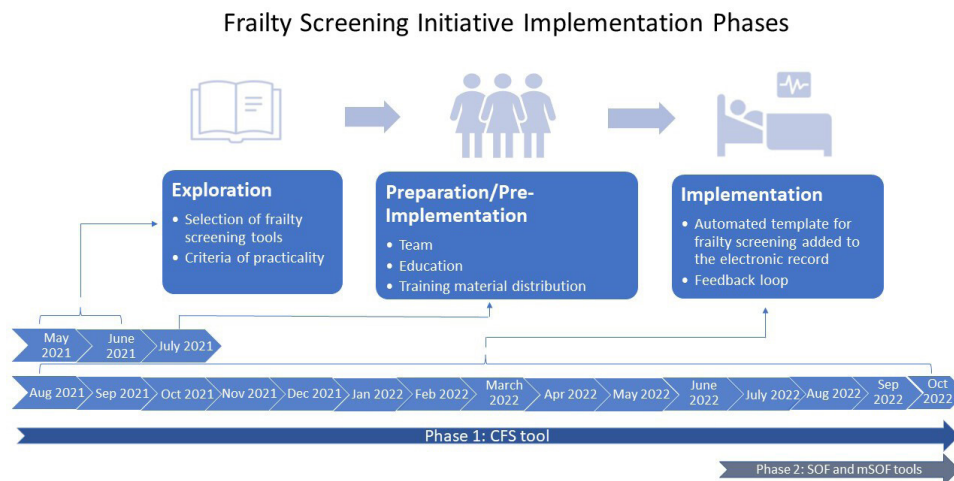 Frailty Screening Initiative Implementation Phases
Exploration
• Selection of frailty
screening tools
• Criteria of practicality
Preparation/Pre-
Implementation
• Team
• Education
• Training material distribution
Implementation
• Automated template for
frailty screening added to
the electronic record
• Feedback loop
May
2021
June
2021
July 2021
Aug 2021
Sep 2021
Oct 2021
Nov 2021
Dec 2021
Jan 2022
Feb 2022
March
2022
Apr 2022
May 2022
June
2022
July 2022
Aug 2022
Sep
2022
Oct
2022
Phase 1: CFS tool
Phase 2: SOF and mSOF tools